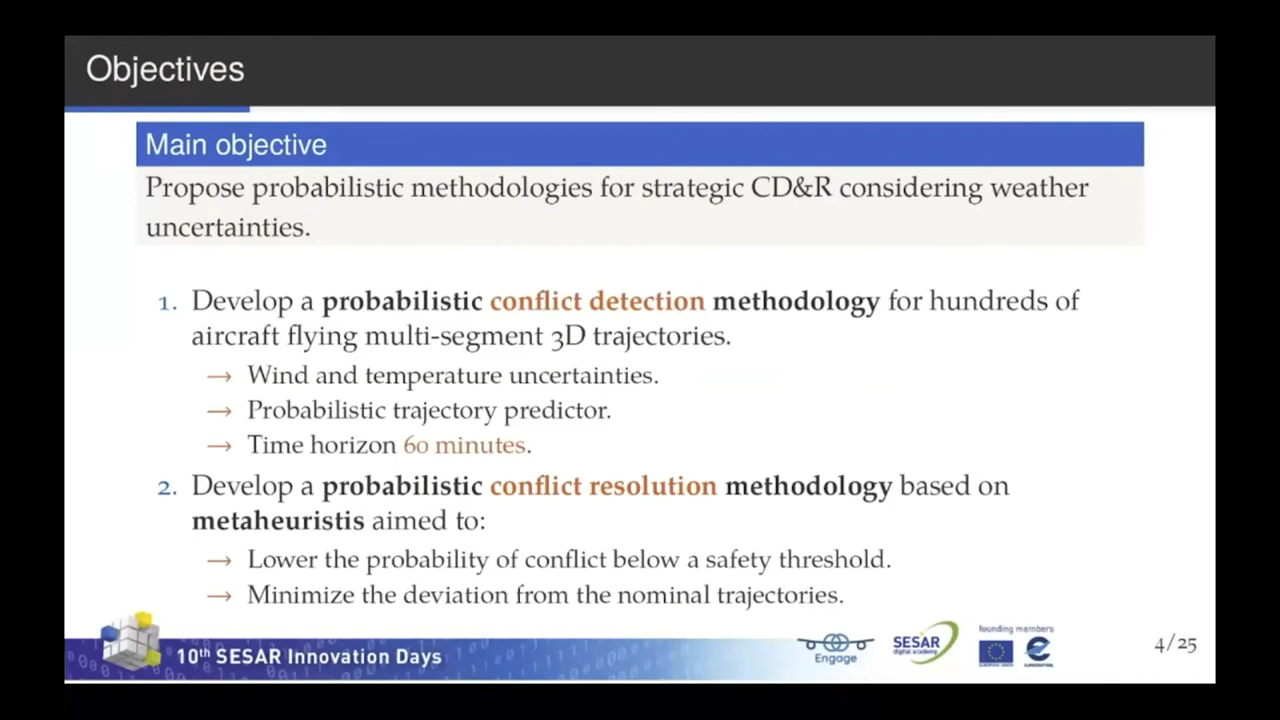 Objectives
Main objective
Propose probabilistic methodologies for strategic CD&R considering weather
uncertainties.
1. Develop a probabilistic conflict detection methodology for hundreds of
aircraft flying multi-segment 3D trajectories.
→ Wind and temperature uncertainties.
→ Probabilistic trajectory predictor.
→ Time horizon 60 minutes.
2. Develop a probabilistic conflict resolution methodology based on
metaheuristis aimed to:
→ Lower the probability of conflict below a safety threshold.
→ Minimize the deviation from the nominal trajectories.
10th SESAR Innovation Days
Engage
SESAR
digital academy
founding members
EUROPEAN UNION
EUROCONTROL
4/25